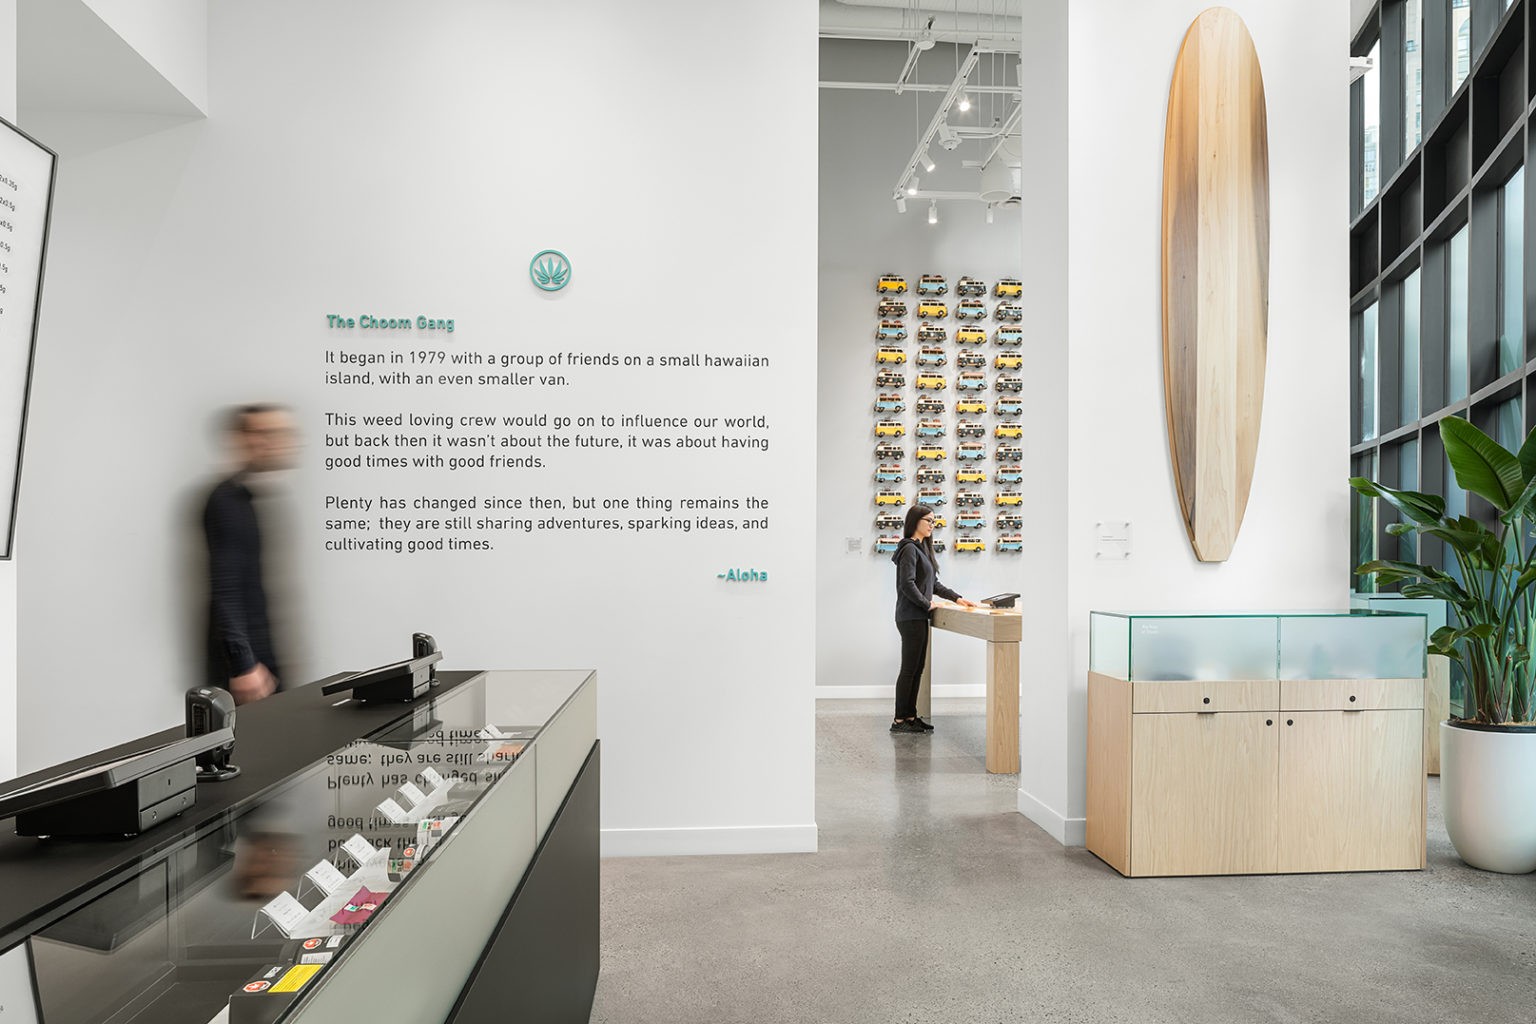 The Choom Gang
It began in 1979 with a group of friends on a small hawaiian
island, with an even smaller van.
This weed loving crew would go on to influence our world,
but back then it wasn't about the future, it was about having
good times with good friends.
Plenty has changed since then, but one thing remains the
same; they are still sharing adventures, sparking ideas, and
cultivating good times.
~Aloha